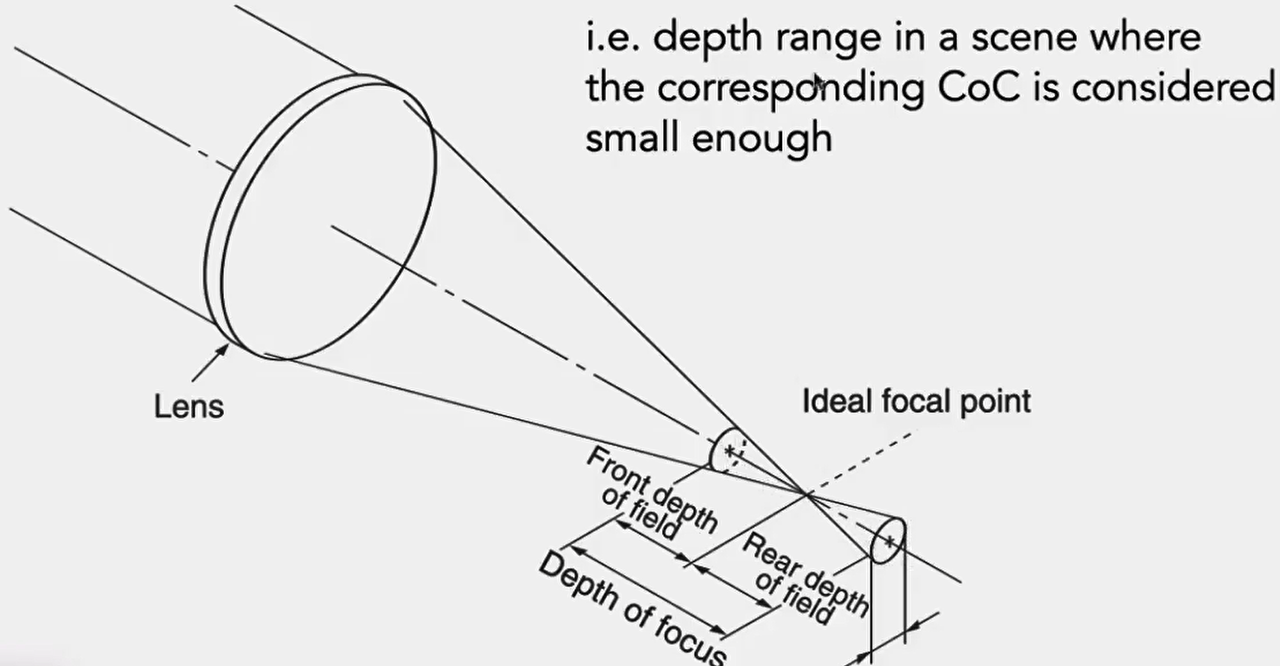 i.e. depth range in a scene where
the corresponding CoC is considered
small enough
Lens
Ideal focal point
Front depth
of field
Rear depth
of field
Depth of focus